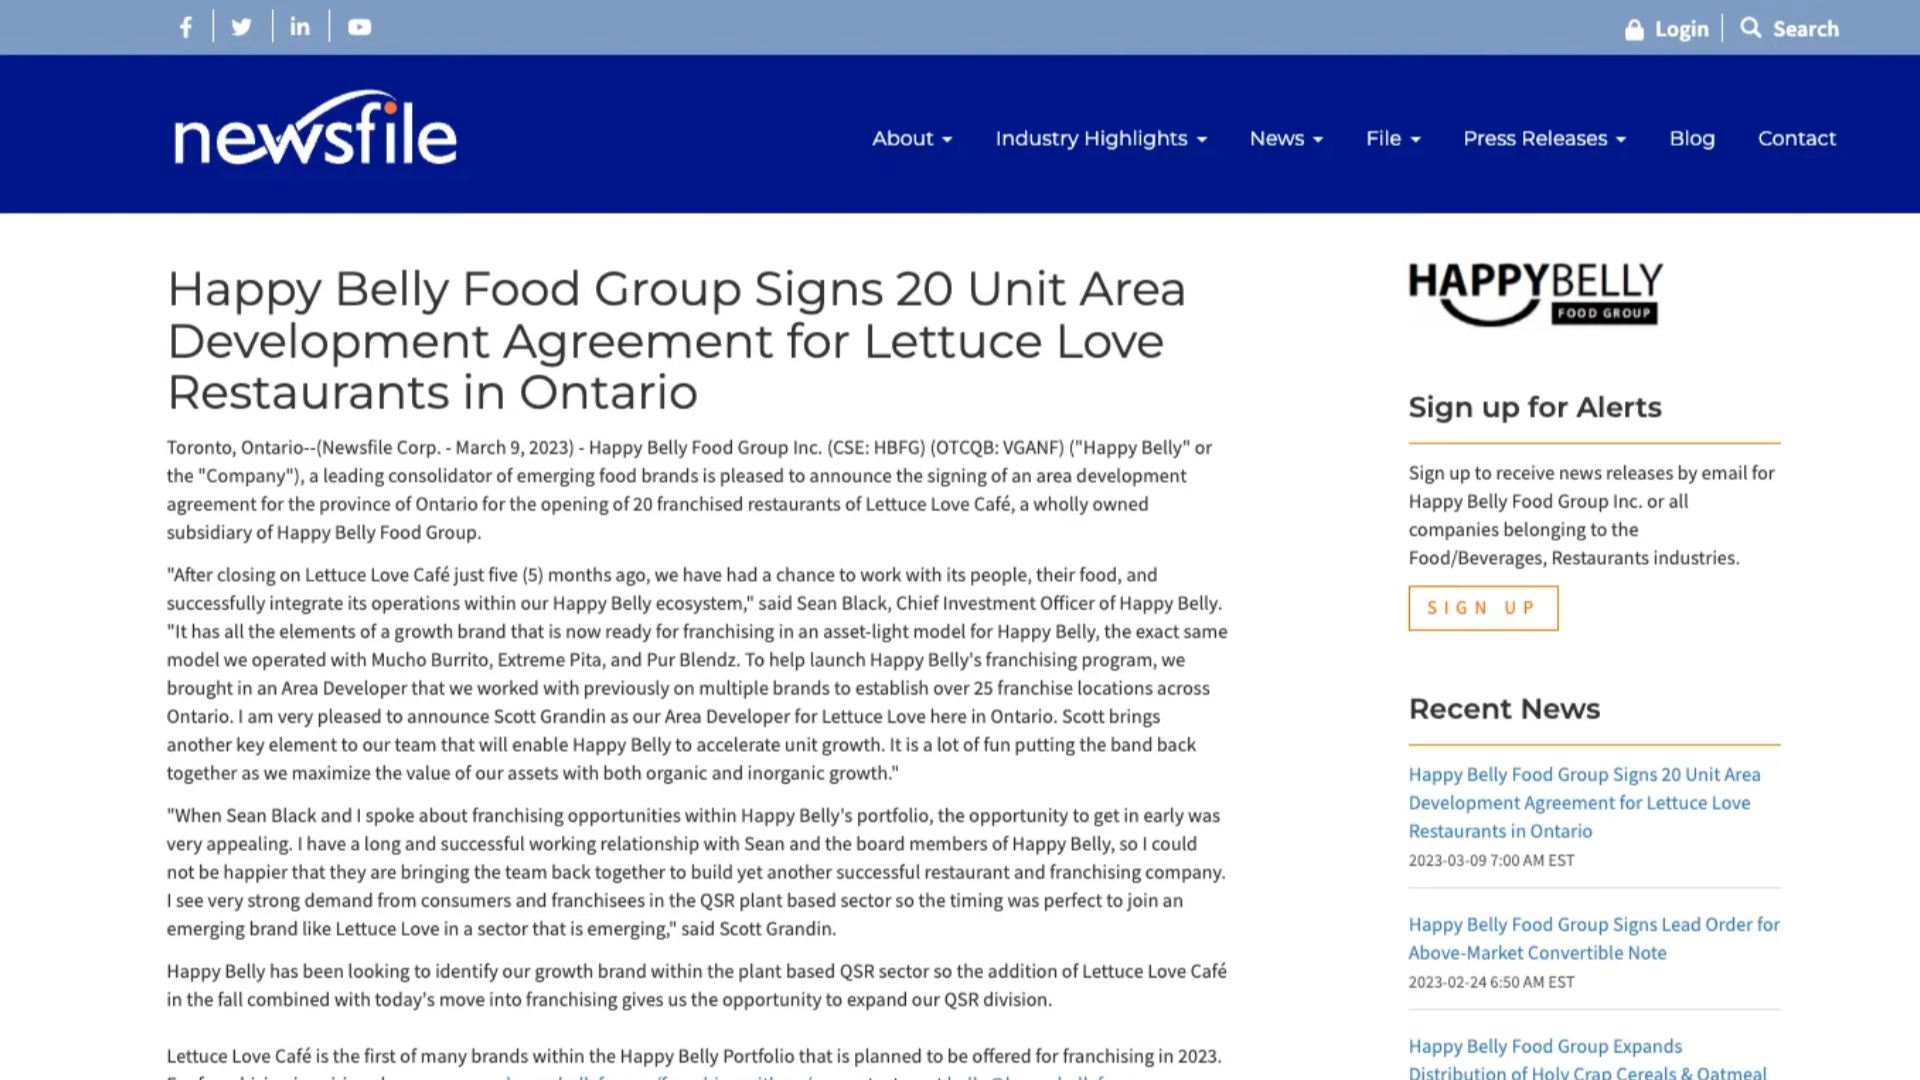 Login
Search
newsfile
About
Industry Highlights
News
File
Press Releases
Blog
Contact
Happy Belly Food Group Signs 20 Unit Area
Development Agreement for Lettuce Love
Restaurants in Ontario
Toronto, Ontario--(Newsfile Corp. - March 9, 2023) - Happy Belly Food Group Inc. (CSE: HBFG) (OTCQB: VGANF) ("Happy Belly" or
the "Company"), a leading consolidator of emerging food brands is pleased to announce the signing of an area development
agreement for the province of Ontario for the opening of 20 franchised restaurants of Lettuce Love Café, a wholly owned
subsidiary of Happy Belly Food Group.
"After closing on Lettuce Love Café just five (5) months ago, we have had a chance to work with its people, their food, and
successfully integrate its operations within our Happy Belly ecosystem," said Sean Black, Chief Investment Officer of Happy Belly.
"It has all the elements of a growth brand that is now ready for franchising in an asset-light model for Happy Belly, the exact same
model we operated with Mucho Burrito, Extreme Pita, and Pur Blendz. To help launch Happy Belly's franchising program, we
brought in an Area Developer that we worked with previously on multiple brands to establish over 25 franchise locations across
Ontario. I am very pleased to announce Scott Grandin as our Area Developer for Lettuce Love here in Ontario. Scott brings
another key element to our team that will enable Happy Belly to accelerate unit growth. It is a lot of fun putting the band back
together as we maximize the value of our assets with both organic and inorganic growth."
"When Sean Black and I spoke about franchising opportunities within Happy Belly's portfolio, the opportunity to get in early was
very appealing. I have a long and successful working relationship with Sean and the board members of Happy Belly, so I could
not be happier that they are bringing the team back together to build yet another successful restaurant and franchising company.
I see very strong demand from consumers and franchisees in the QSR plant based sector so the timing was perfect to join an
emerging brand like Lettuce Love in a sector that is emerging," said Scott Grandin.
Happy Belly has been looking to identify our growth brand within the plant based QSR sector so the addition of Lettuce Love Café
in the fall combined with today's move into franchising gives us the opportunity to expand our QSR division.
Lettuce Love Café is the first of many brands within the Happy Belly Portfolio that is planned to be offered for franchising in 2023.
HAPPYBELLY
FOOD GROUP
Sign up for Alerts
Sign up to receive news releases by email for
Happy Belly Food Group Inc. or all
companies belonging to the
Food/Beverages, Restaurants industries.
SIGN UP
Recent News
Happy Belly Food Group Signs 20 Unit Area
Development Agreement for Lettuce Love
Restaurants in Ontario
2023-03-09 7:00 AM EST
Happy Belly Food Group Signs Lead Order for
Above-Market Convertible Note
2023-02-24 6:50 AM EST
Happy Belly Food Group Expands
Distribution of Holy Crap Cereals & Oatmeal